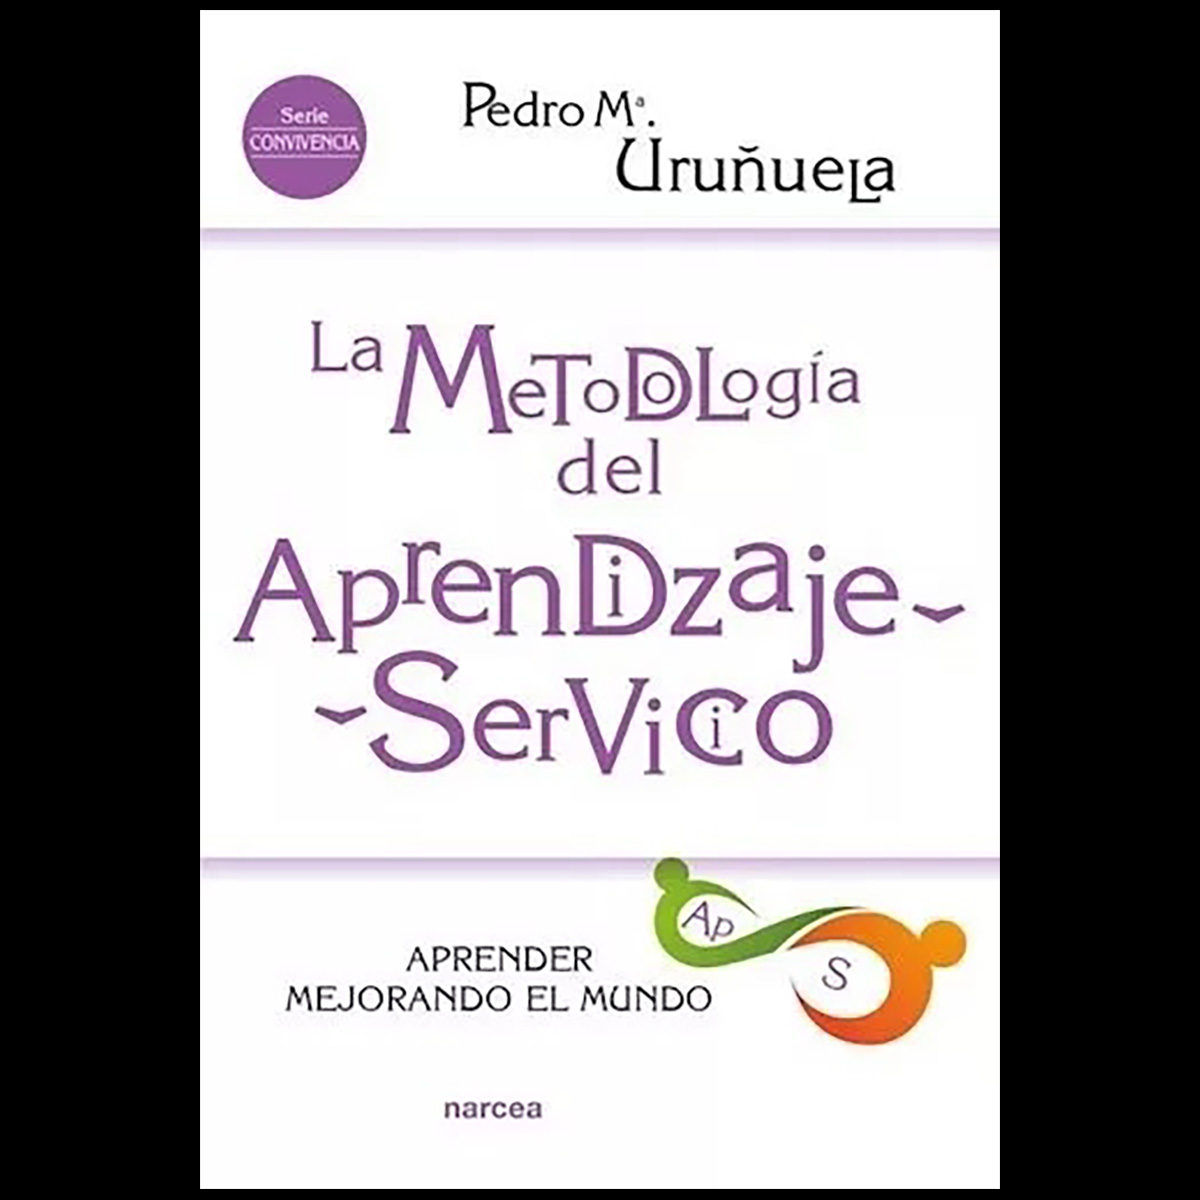 Serie
CONVIVENCIA
Pedro Mª.
Uruñuela
La Metodología
del
Aprendizaje-
-Servicio
Ap
S
APRENDER
MEJORANDO EL MUNDO
narcea